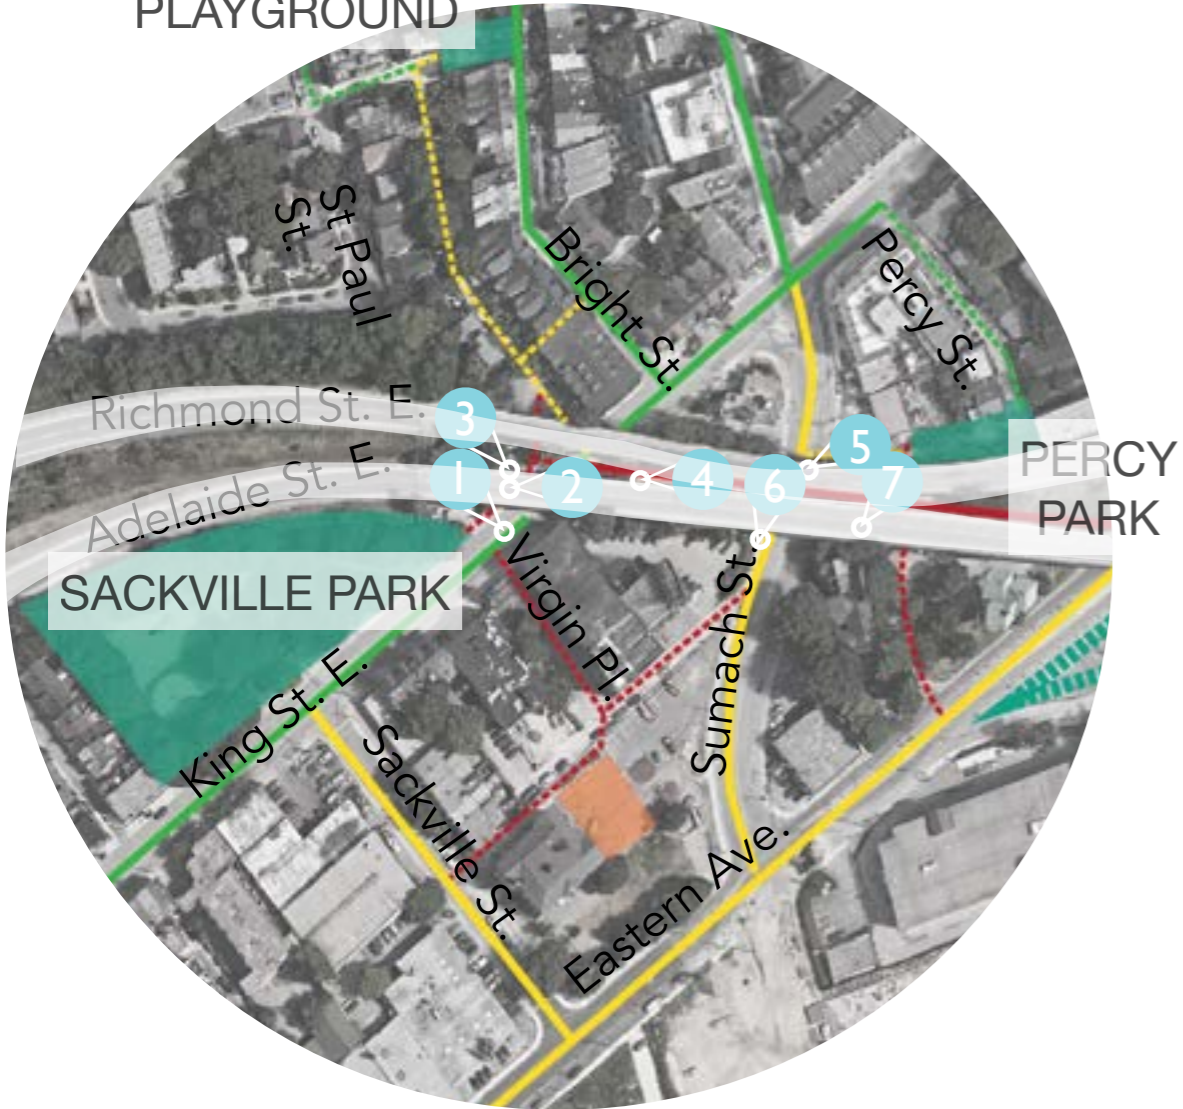 PLAYGROUND
St Paul
St.
Bright St.
Percy St.
Richmond St. E.
3
5
Adelaide St. E.
1
2
4
6
7
PERCY
PARK
SACKVILLE PARK
Virgin Pl.
Sumach St.
King St. E.
Sackville St.
Eastern Ave.